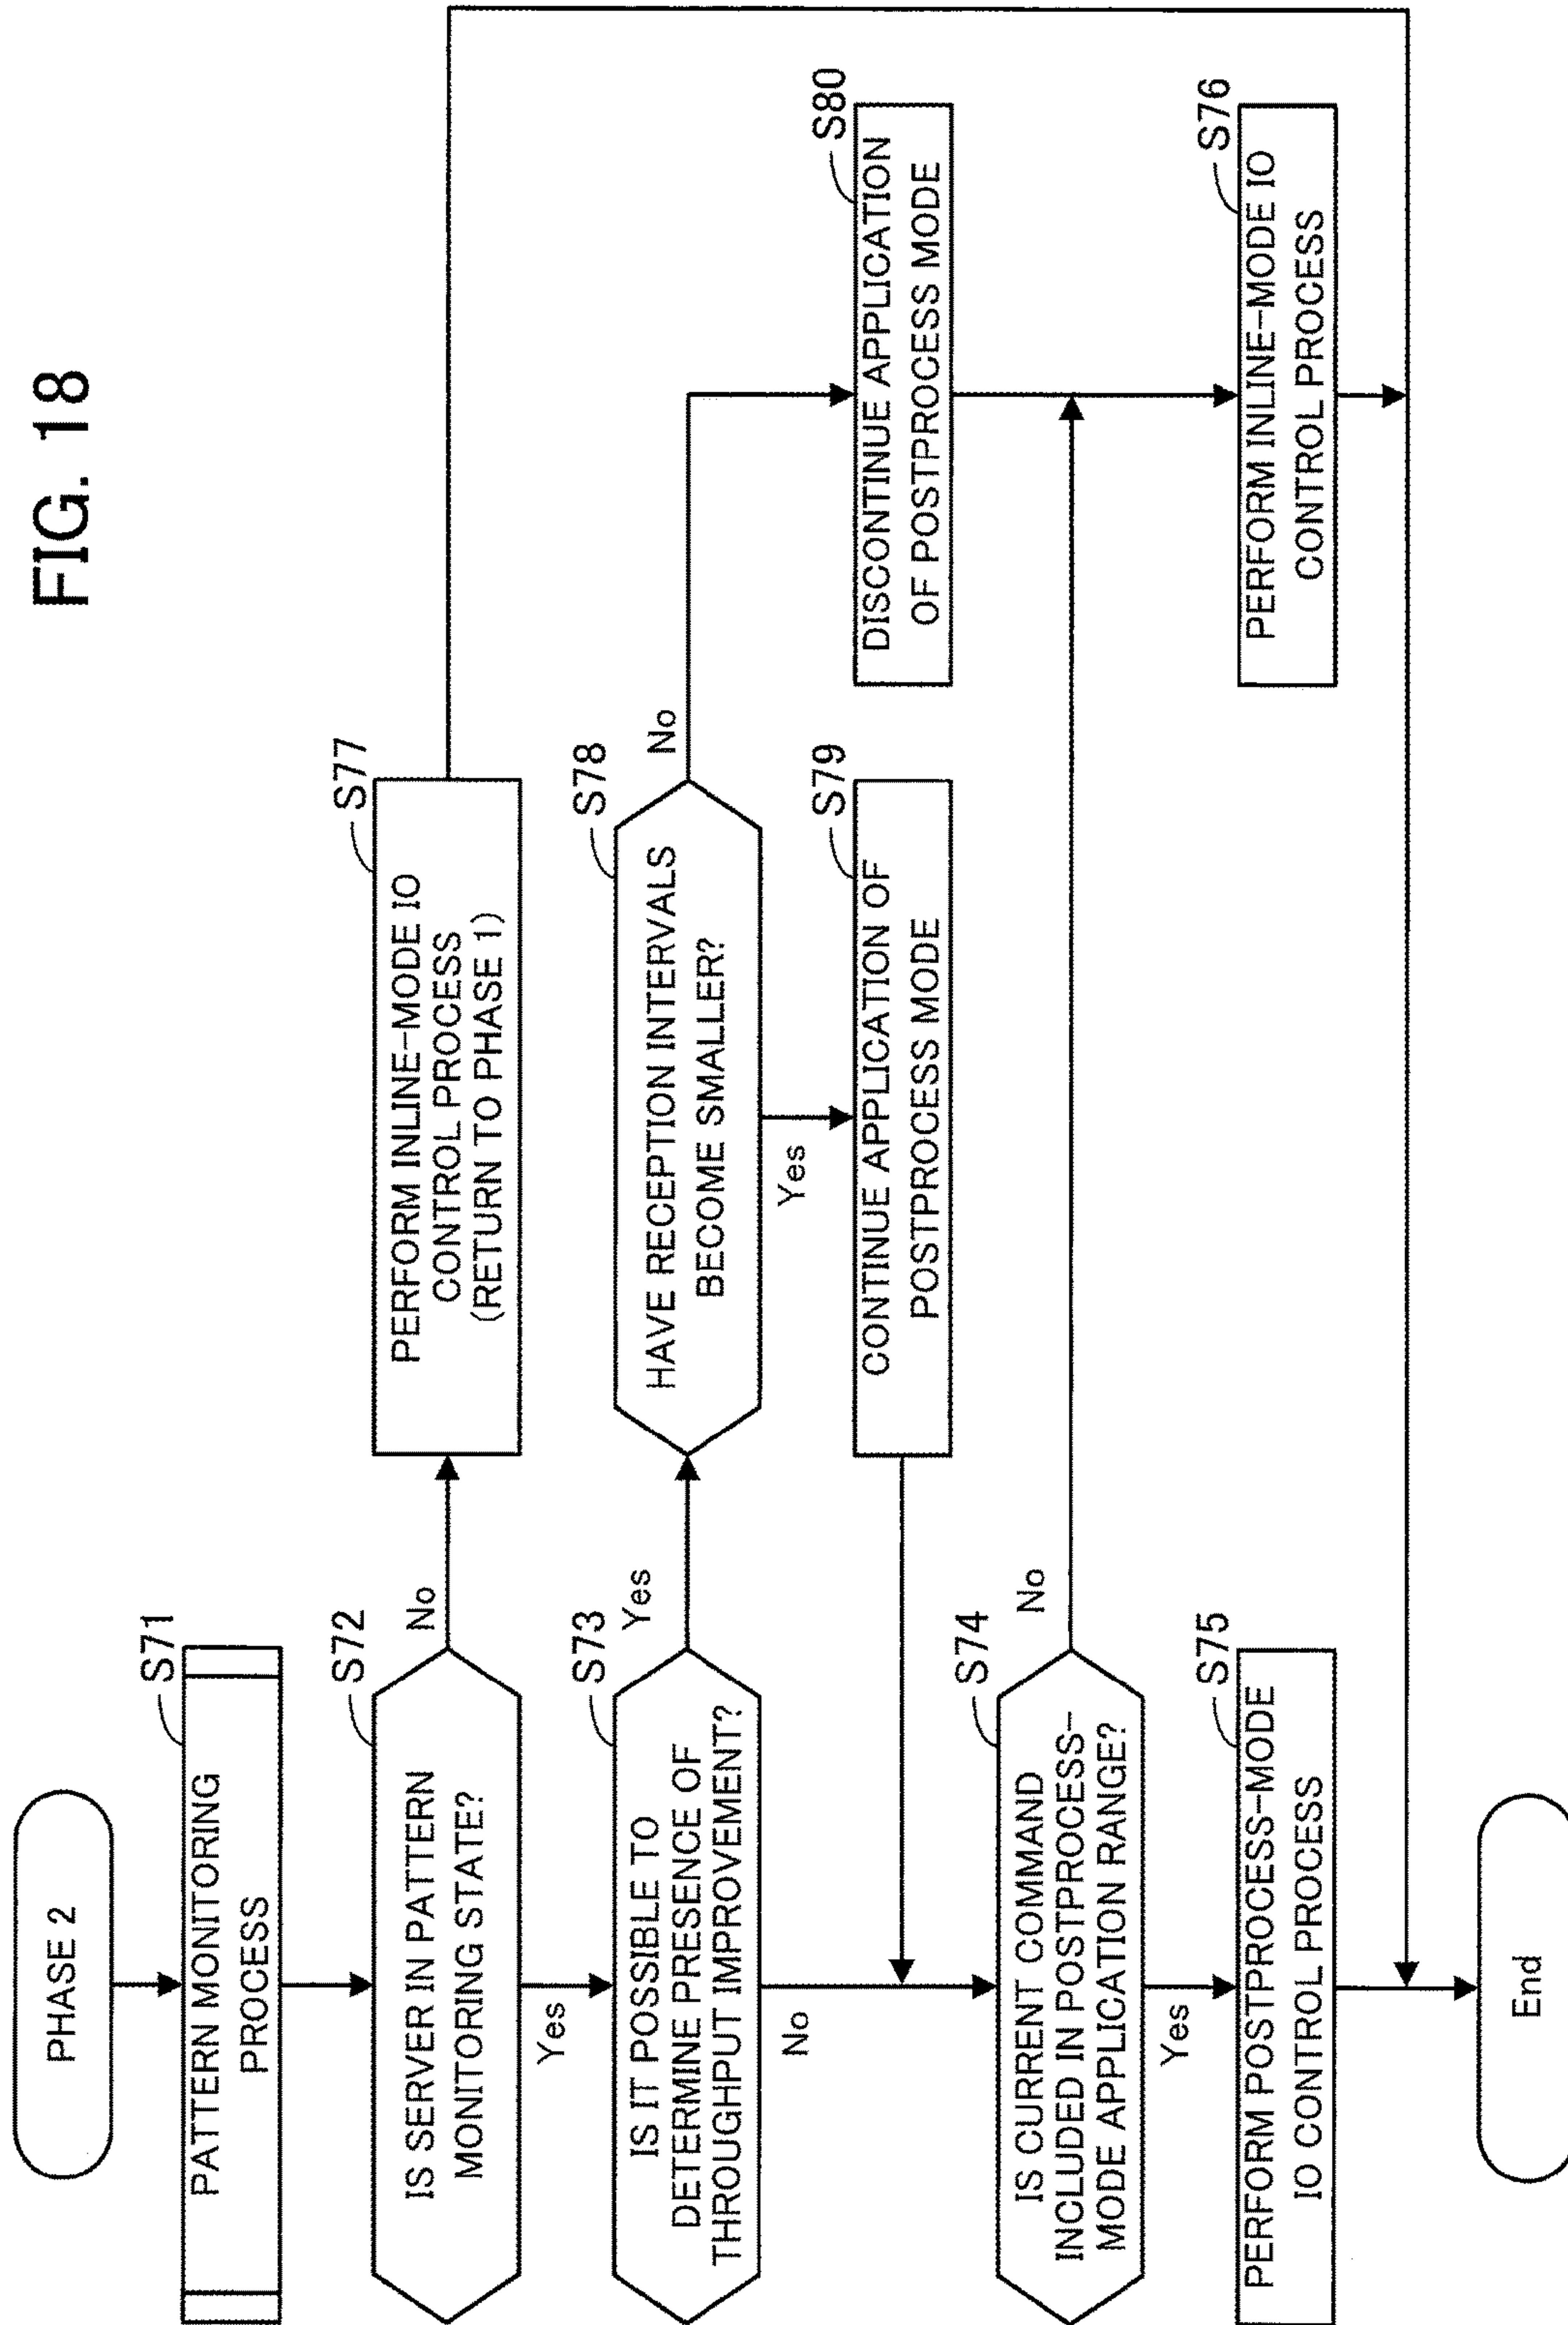 FIG. 18
PHASE 2
S71
PATTERN MONITORING
PROCESS
S72
IS SERVER IN PATTERN
MONITORING STATE?
No
Yes
S77
PERFORM INLINE-MODE IO
CONTROL PROCESS
(RETURN TO PHASE 1)
S73
IS IT POSSIBLE TO
DETERMINE PRESENCE OF
THROUGHPUT IMPROVEMENT?
Yes
No
S78
HAVE RECEPTION INTERVALS
BECOME SMALLER?
No
Yes
S79
CONTINUE APPLICATION OF
POSTPROCESS MODE
S80
DISCONTINUE APPLICATION
OF POSTPROCESS MODE
S74
IS CURRENT COMMAND
INCLUDED IN POSTPROCESS-
MODE APPLICATION RANGE?
No
Yes
S75
PERFORM POSTPROCESS-MODE
IO CONTROL PROCESS
S76
PERFORM INLINE-MODE IO
CONTROL PROCESS
End